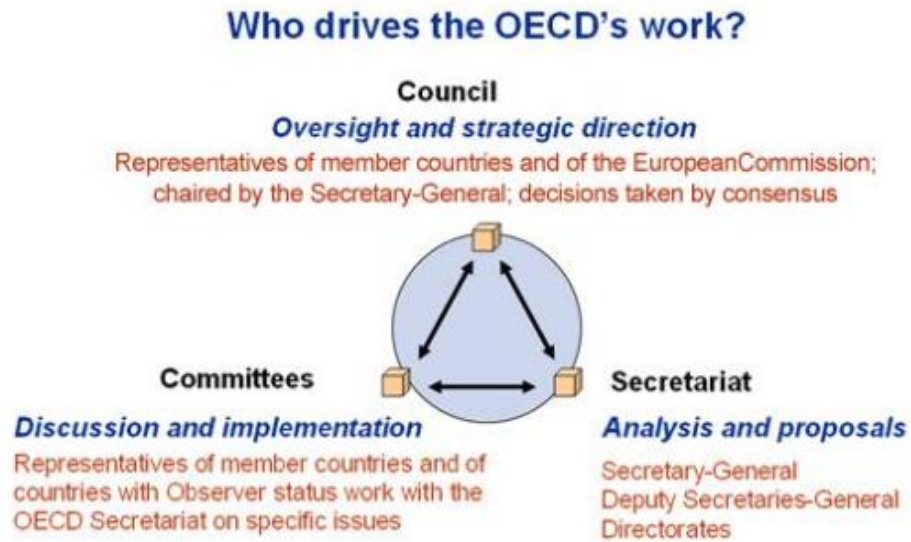 Who drives the OECD's work?
Council
Oversight and strategic direction
Representatives of member countries and of the EuropeanCommission;
chaired by the Secretary-General; decisions taken by consensus
Committees
Discussion and implementation
Representatives of member countries and of
countries with Observer status work with the
OECD Secretariat on specific issues
Secretariat
Analysis and proposals
Secretary-General
Deputy Secretaries-General
Directorates